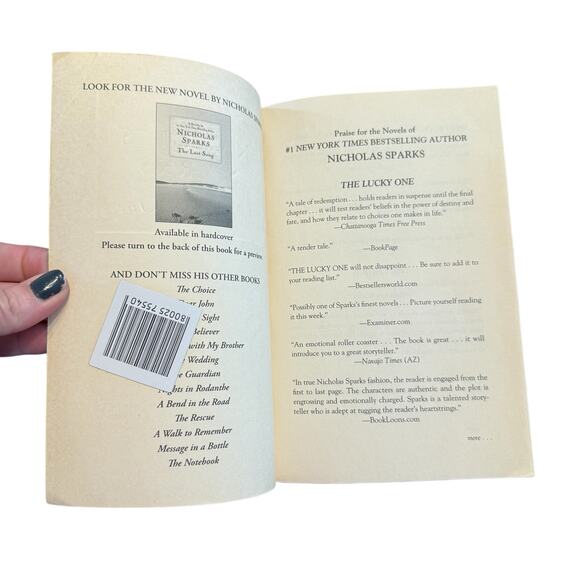 LOOK FOR THE NEW NOVEL BY NICHOLAS
NICHOLAS
SPARKS
The Last Song
Available in hardcover
Please turn to the back of this book for a preview.
AND DON'T MISS HIS OTHER BOOKS
The Choice
ar John
Sight
Believer
with My Brother
Wedding
Guardian
Nights in Rodanthe
A Bend in the Road
The Rescue
A Walk to Remember
Message in a Bottle
The Notebook
80025 75540
Praise for the Novels of
#1 NEW YORK TIMES BESTSELLING AUTHOR
NICHOLAS SPARKS
THE LUCKY ONE
"A tale of redemption . . . holds readers in suspense until the final
chapter . . . it will test readers' beliefs in the power of destiny and
fate, and how they relate to choices one makes in life."
—Chattanooga Times Free Press
"A tender tale."
—BookPage
"THE LUCKY ONE will not disappoint . . . Be sure to add it to
your reading list."
—Bestsellersworld.com
"Possibly one of Sparks's finest novels . . . Picture yourself reading
it this week."
—Examiner.com
"An emotional roller coaster . . . The book is great . . . it will
introduce you to a great storyteller."
—Navajo Times (AZ)
"In true Nicholas Sparks fashion, the reader is engaged from the
first to last page. The characters are authentic and the plot is
engrossing and emotionally charged. Sparks is a talented story-
teller who is adept at tugging the reader's heartstrings."
—BookLoons.com
more . . .